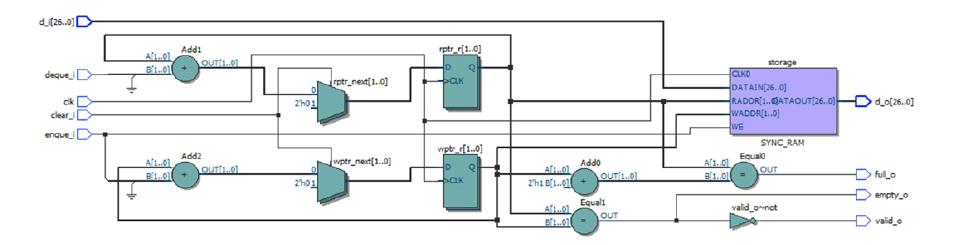 d_i[26..0]
Add1
A[1..0]
B[1..0]
OUT[1..0]
deque_i
clk
clear_i
enque_i
rptr_next[1..0]
0
2'h0 1
rptr_r[1..0]
D Q
CLK
storage
CLK0
DATAIN[26..0]
RADDR[1..0]
DATAOUT[26..0]
WADDR[1..0]
WE
SYNC_RAM
d_o[26..0]
Add2
A[1..0]
B[1..0]
OUT[1..0]
wptr_next[1..0]
0
2'h0 1
wptr_r[1..0]
D Q
CLK
Add0
A[1..0]
2'h1 B[1..0]
OUT[1..0]
Equal0
A[1..0]
B[1..0]
OUT
full_o
Equal1
A[1..0]
B[1..0]
OUT
empty_o
valid_o~not
valid_o